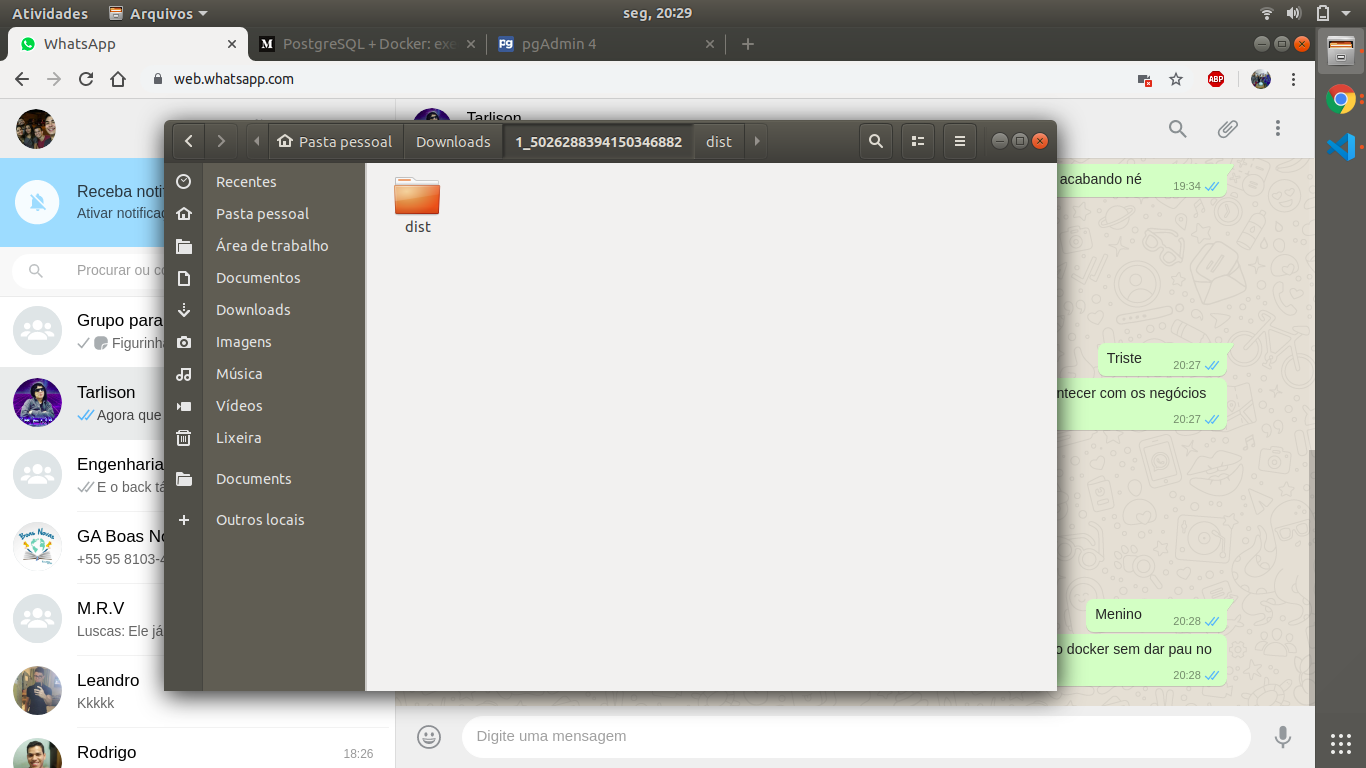 Atividades
Arquivos
seg, 20:29
WhatsApp
M
PostgreSQL + Docker: exe
pg
pgAdmin 4
web.whatsapp.com
ABP
Tarlison
Receba notif
Ativar notificaç
Procurar ou co
Grupo para
Figurinha
Tarlison
Agora que
Engenharia
E o back tá
GA Boas No
+55 95 8103-4
M.R.V
Luscas: Ele já
Leandro
Kkkkk
Rodrigo
18:26
Pasta pessoal
Downloads
1_5026288394150346882
dist
Recentes
Pasta pessoal
Área de trabalho
Documentos
Downloads
Imagens
Música
Vídeos
Lixeira
Documents
Outros locais
dist
acabando né
19:34
Triste
20:27
ntecer com os negócios
20:27
Menino
20:28
o docker sem dar pau no
20:28
Digite uma mensagem